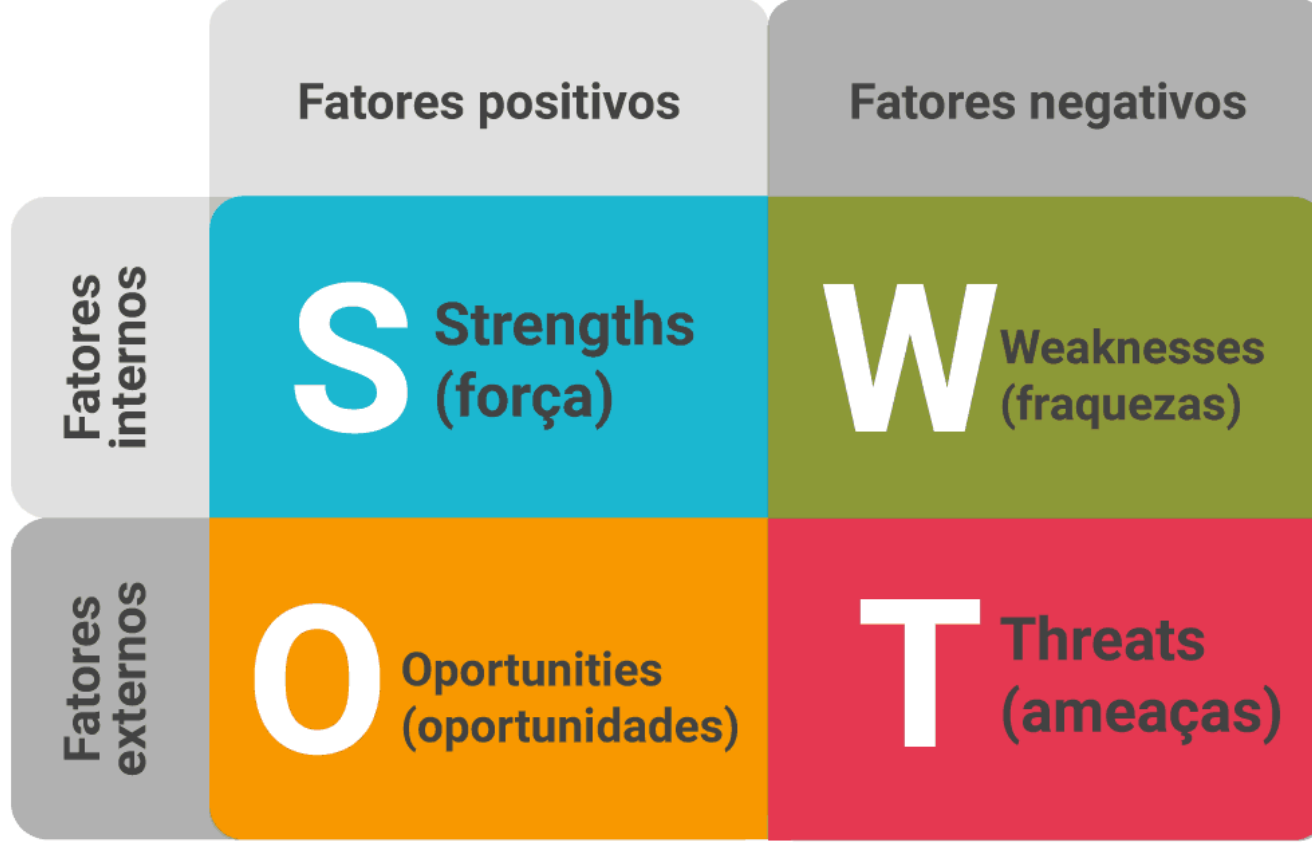 Fatores positivos
Fatores negativos
Fatores
internos
S
Strengths
(força)
W
Weaknesses
(fraquezas)
Fatores
externos
O
Oportunities
(oportunidades)
T
Threats
(ameaças)